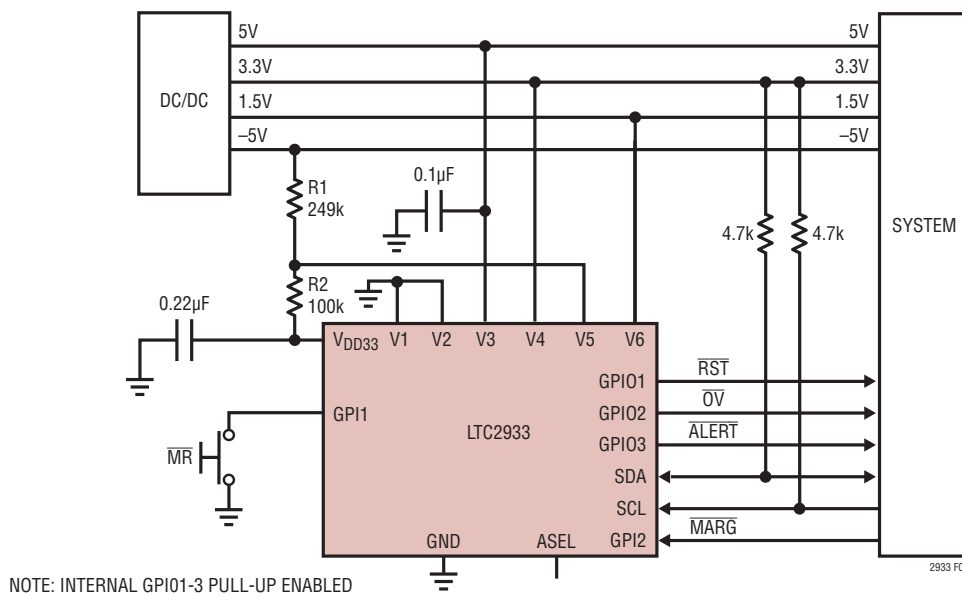 5V
5V
3.3V
3.3V
DC/DC
1.5V
1.5V
–5V
–5V
0.1µF
R1
249k
4.7k
4.7k
SYSTEM
R2
100k
0.22µF
VDD33
V1
V2
V3
V4
V5
V6
GPIO1
RST
GPI1
GPIO2
OV
LTC2933
GPIO3
ALERT
MR
SDA
SCL
GND
ASEL
GPI2
MARG
NOTE: INTERNAL GPI01-3 PULL-UP ENABLED
2933 F0